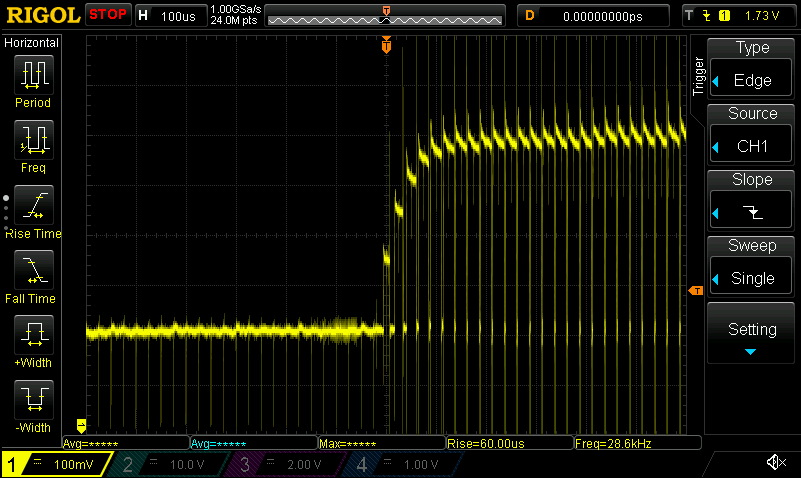 RIGOL STOP H 100us 1.00GSa/s 24.0M pts T D 0.00000000ps T 1 1.73 V
Horizontal
Period
Freq
Rise Time
Fall Time
+Width
-Width
T
T
Trigger
Type
Edge
Source
CH1
Slope
Sweep
Single
Setting
Avg=***** Avg=***** Max=***** Rise=60.00us Freq=28.6kHz
1 100mV 2 10.0 V 3 2.00 V 4 1.00 V